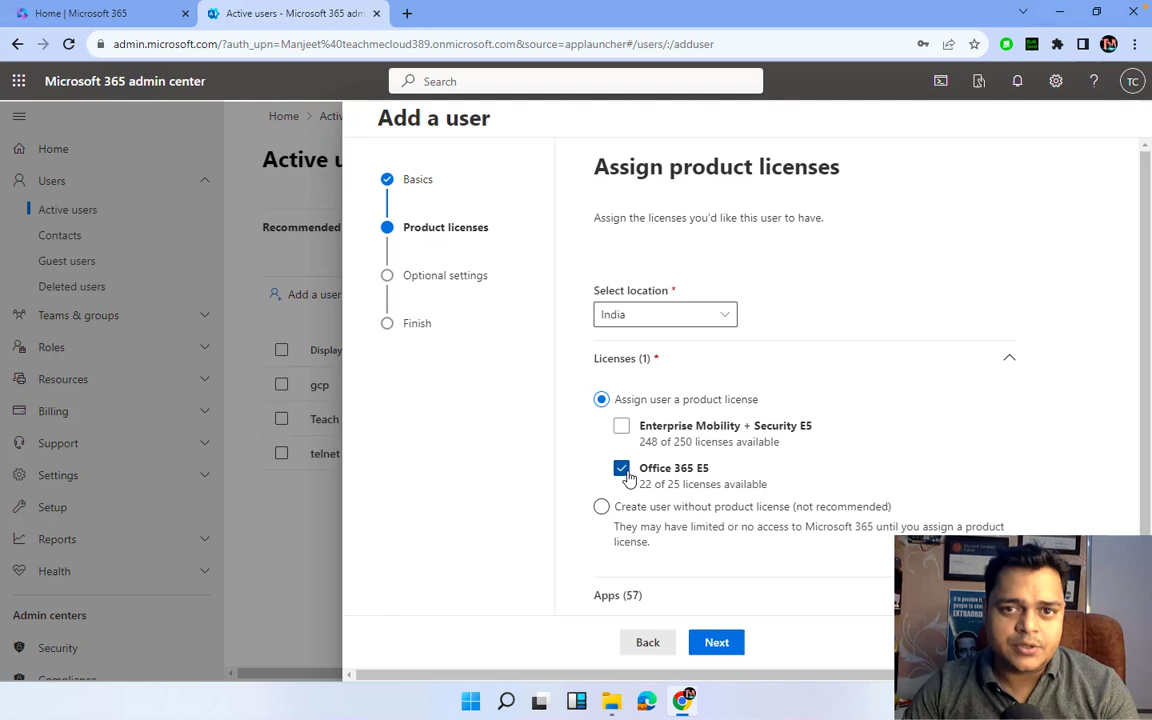 Home | Microsoft 365
Active users - Microsoft 365 adm
admin.microsoft.com/?auth_upn=Manjeet%40teachmecloud389.onmicrosoft.com&source=applauncher#/users/:/adduser
Microsoft 365 admin center
Search
TC
Home
Users
Active users
Contacts
Guest users
Deleted users
Teams & groups
Roles
Resources
Billing
Support
Settings
Setup
Reports
Health
Admin centers
Security
Compliance
Home
Activ
Active u
Recommended
Add a user
Display
gcp
Teach
telnet
Add a user
Basics
Product licenses
Optional settings
Finish
Assign product licenses
Assign the licenses you'd like this user to have.
Select location *
India
Licenses (1) *
Assign user a product license
Enterprise Mobility + Security E5
248 of 250 licenses available
Office 365 E5
22 of 25 licenses available
Create user without product license (not recommended)
They may have limited or no access to Microsoft 365 until you assign a product
license.
Apps (57)
Back
Next
EXTRAORD